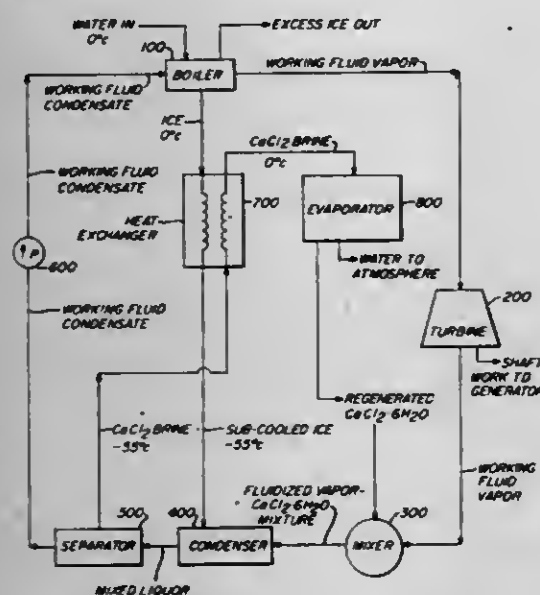 WATER IN
0°C
EXCESS ICE OUT
100
BOILER
WORKING FLUID VAPOR
WORKING FLUID
CONDENSATE
ICE
0°C
CaCl2 BRINE
0°C
WORKING FLUID
CONDENSATE
700
HEAT
EXCHANGER
EVAPORATOR
800
P
600
WATER TO
ATMOSPHERE
200
TURBINE
WORKING FLUID
CONDENSATE
SHAFT
WORK TO
GENERATOR
REGENERATED
CaCl2·6H2O
CaCl2 BRINE
-55°C
SUB-COOLED ICE
-55°C
WORKING
FLUID
VAPOR
FLUIDIZED VAPOR-
CaCl2·6H2O
MIXTURE
500
SEPARATOR
400
CONDENSER
300
MIXER
MIXED LIQUOR